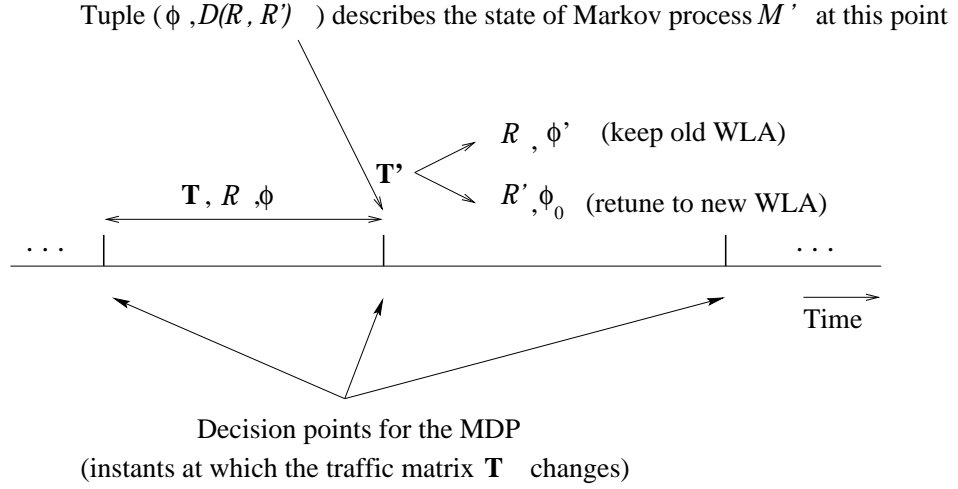 Tuple (ϕ ,D(R, R') ) describes the state of Markov process M ' at this point
R , ϕ' (keep old WLA)
T'
R',ϕ0 (retune to new WLA)
T, R ,ϕ
. . .
. . .
Time
Decision points for the MDP
(instants at which the traffic matrix T changes)